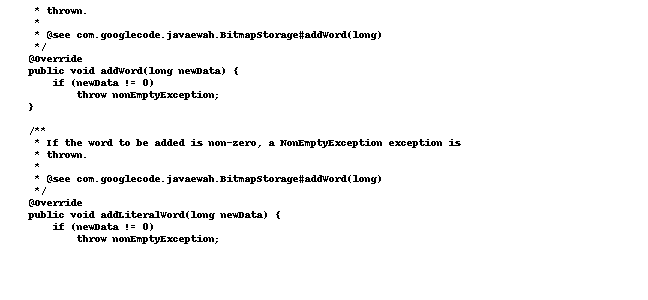 * thrown.
 *
 * @see com.googlecode.javaewah.BitmapStorage#addWord(long)
 */
@Override
public void addWord(long newData) {
    if (newData != 0)
        throw nonEmptyException;
}

/**
 * If the word to be added is non-zero, a NonEmptyException exception is
 * thrown.
 *
 * @see com.googlecode.javaewah.BitmapStorage#addWord(long)
 */
@Override
public void addLiteralWord(long newData) {
    if (newData != 0)
        throw nonEmptyException;